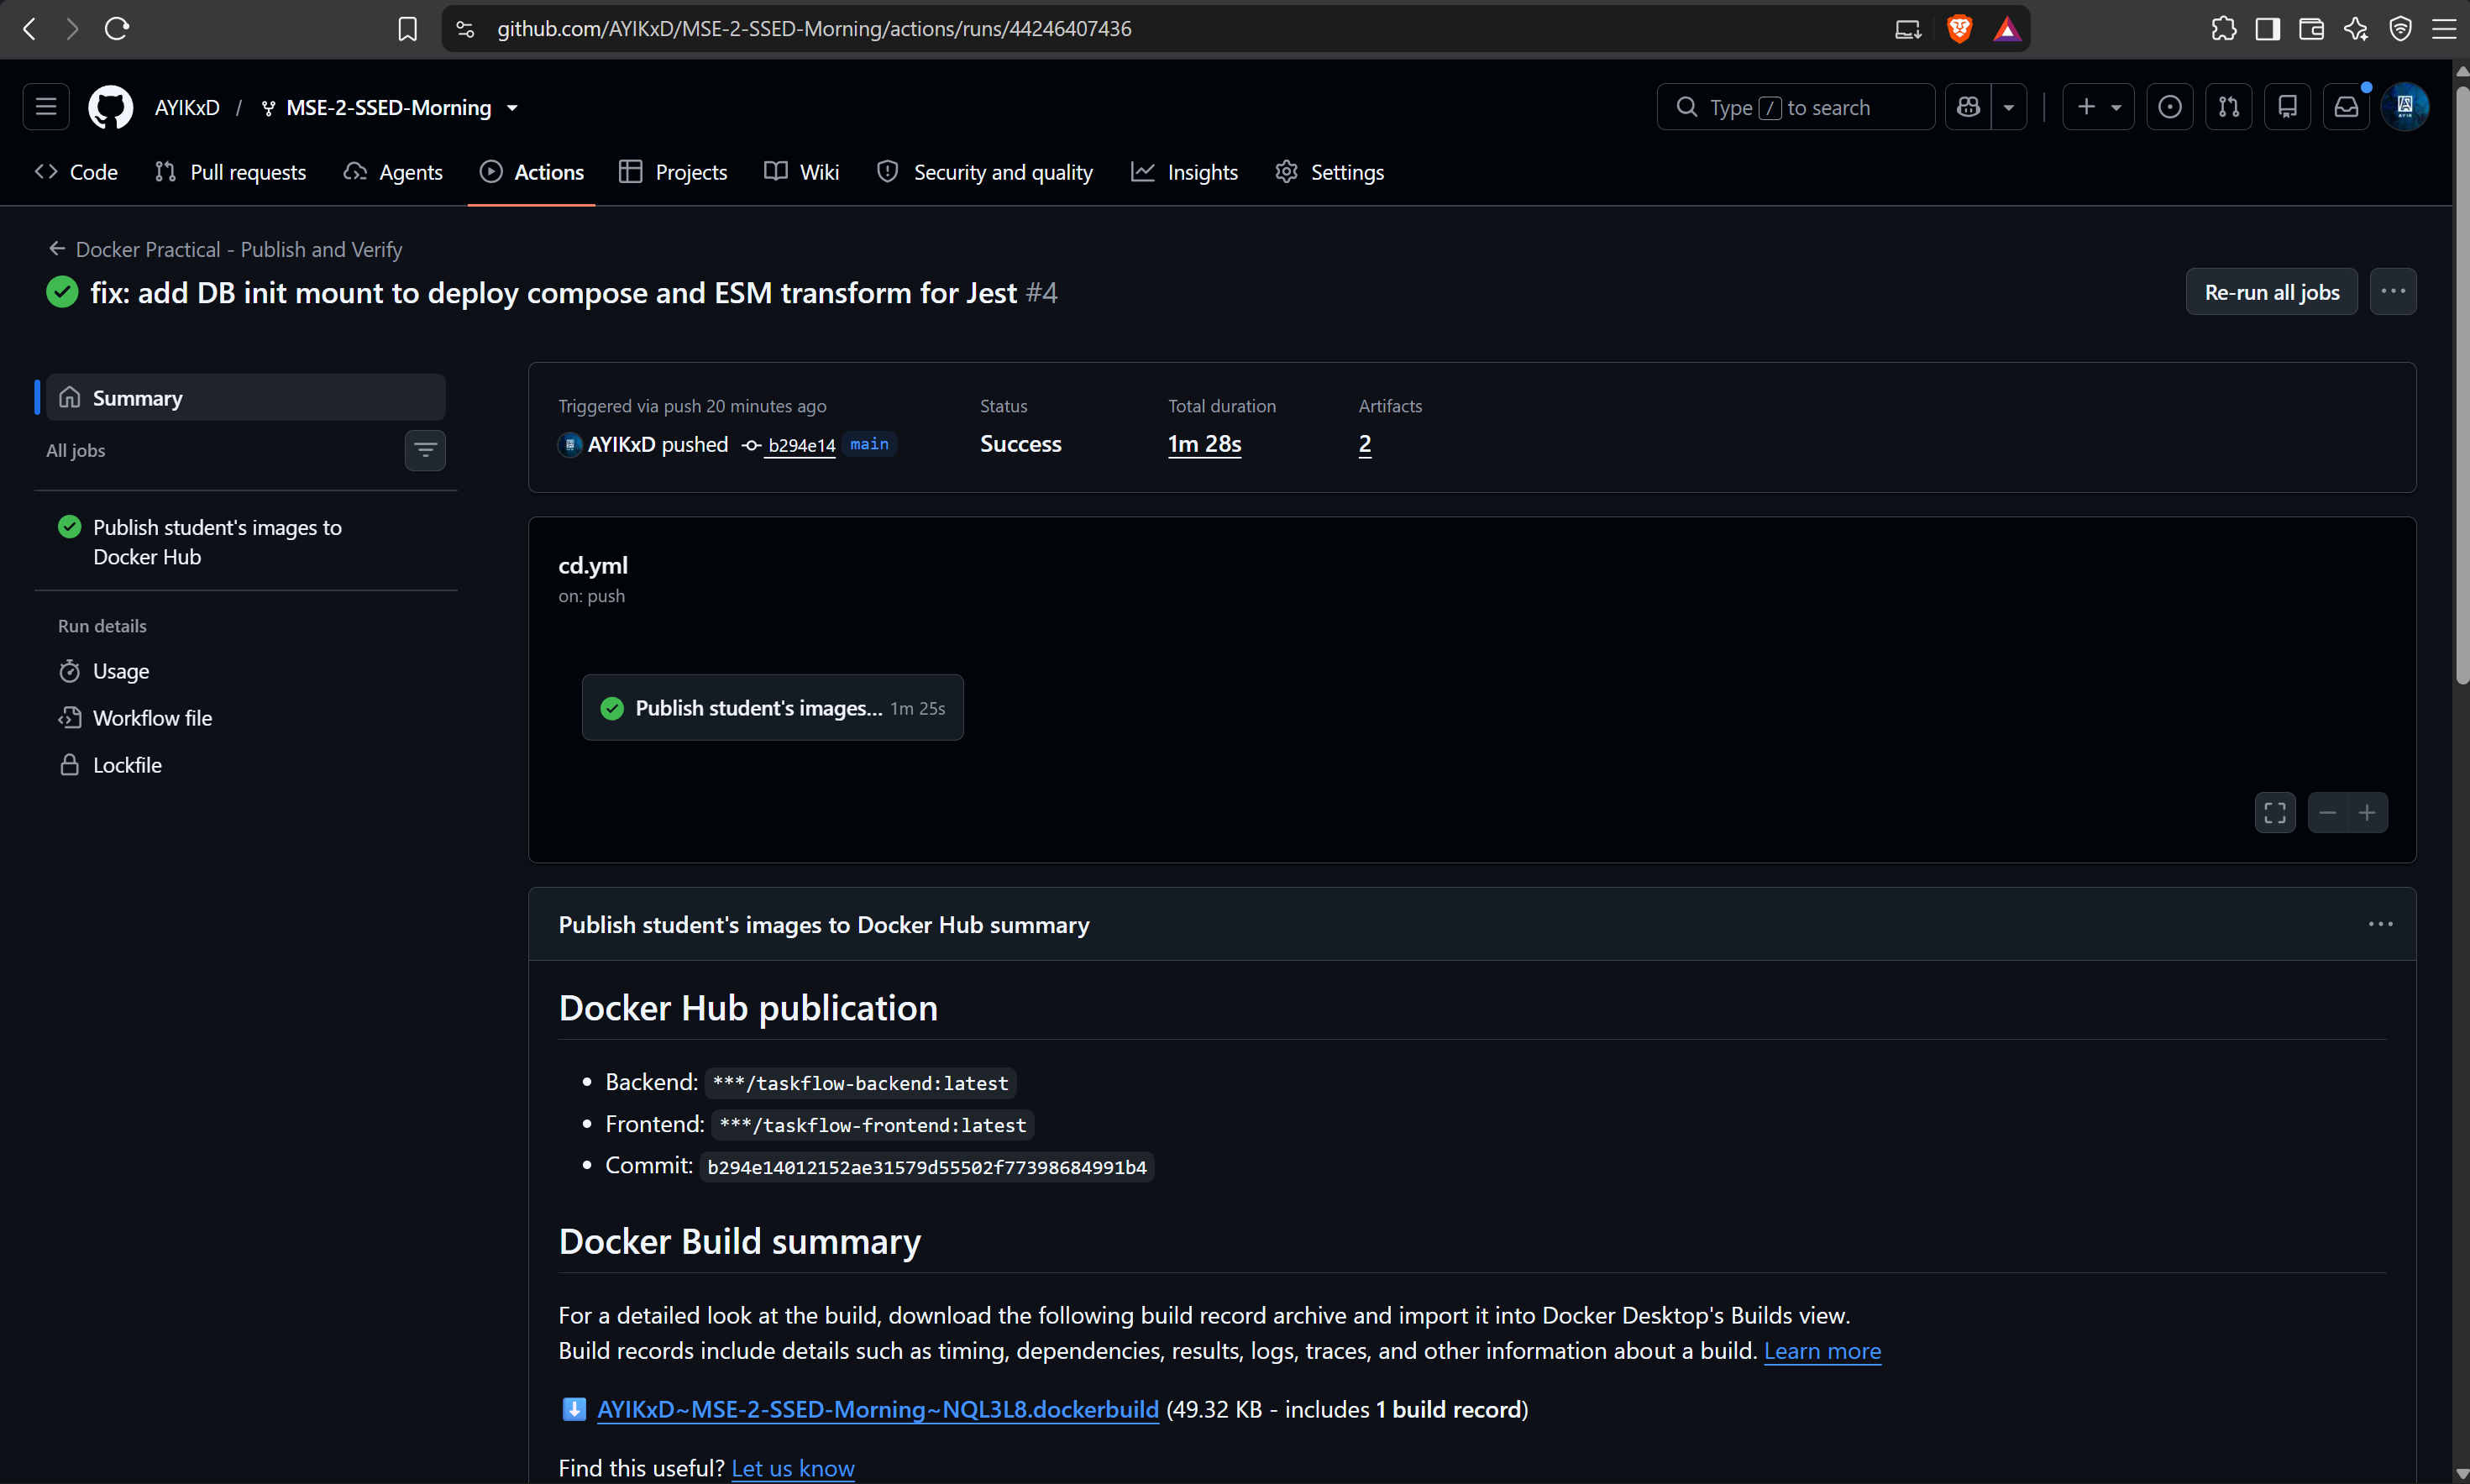 github.com/AYIKxD/MSE-2-SSED-Morning/actions/runs/44246407436
AYIKxD / MSE-2-SSED-Morning
Type / to search
Code Pull requests Agents Actions Projects Wiki Security and quality Insights Settings
Docker Practical - Publish and Verify
fix: add DB init mount to deploy compose and ESM transform for Jest #4
Re-run all jobs
Summary
All jobs
Publish student's images to
Docker Hub
Run details
Usage
Workflow file
Lockfile
Triggered via push 20 minutes ago Status Total duration Artifacts
AYIKxD pushed b294e14 main Success 1m 28s 2
cd.yml
on: push
Publish student's images... 1m 25s
Publish student's images to Docker Hub summary
Docker Hub publication
Backend: ***/taskflow-backend:latest
Frontend: ***/taskflow-frontend:latest
Commit: b294e14012152ae31579d55502f77398684991b4
Docker Build summary
For a detailed look at the build, download the following build record archive and import it into Docker Desktop's Builds view.
Build records include details such as timing, dependencies, results, logs, traces, and other information about a build. Learn more
AYIKxD~MSE-2-SSED-Morning~NQL3L8.dockerbuild (49.32 KB - includes 1 build record)
Find this useful? Let us know